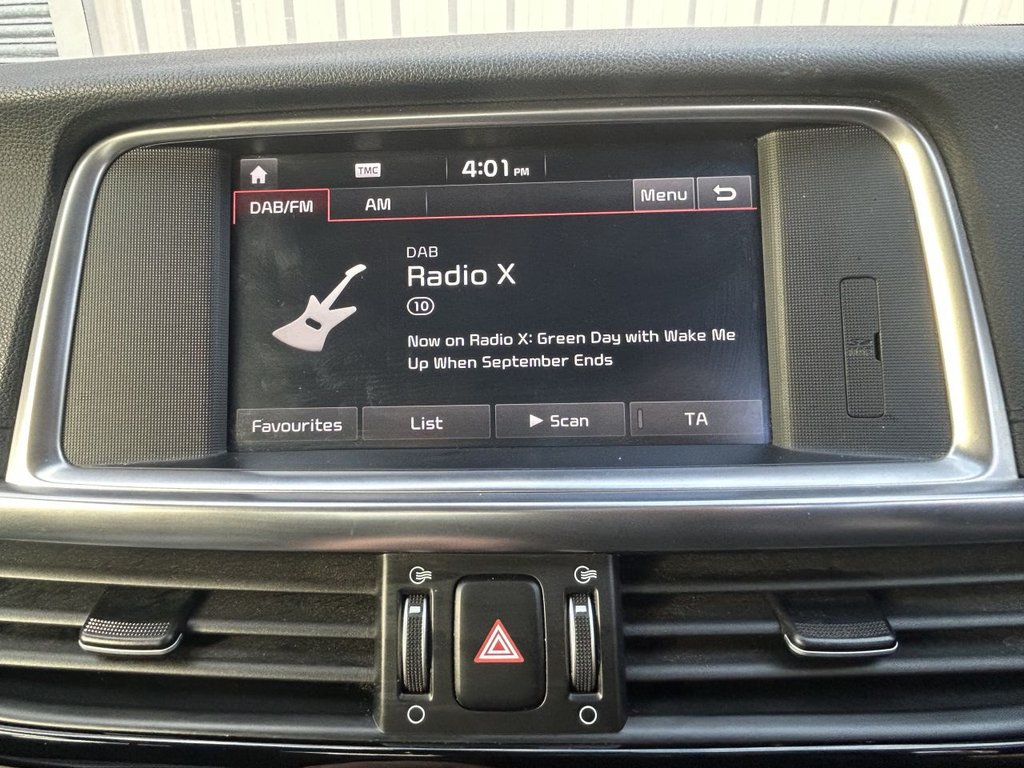 TMC
4:01 PM
DAB/FM
AM
Menu
DAB
Radio X
10
Now on Radio X: Green Day with Wake Me
Up When September Ends
Favourites
List
Scan
TA